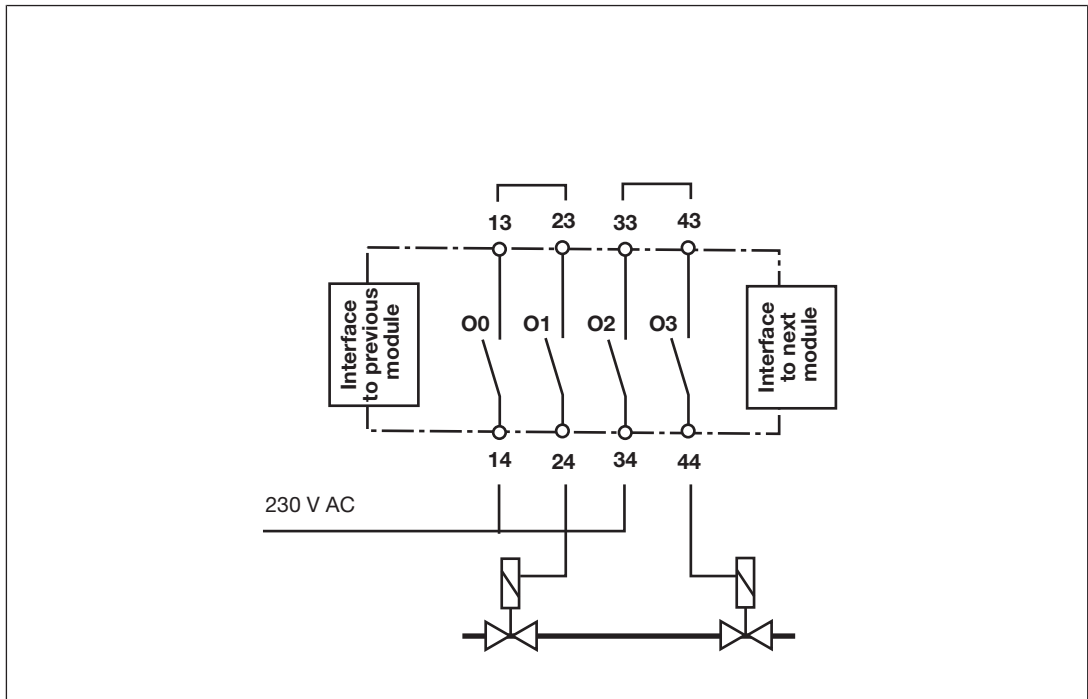 13 23 33 43
Interface
to previous
module
O0 O1 O2 O3
Interface
to next
module
14 24 34 44
230 V AC